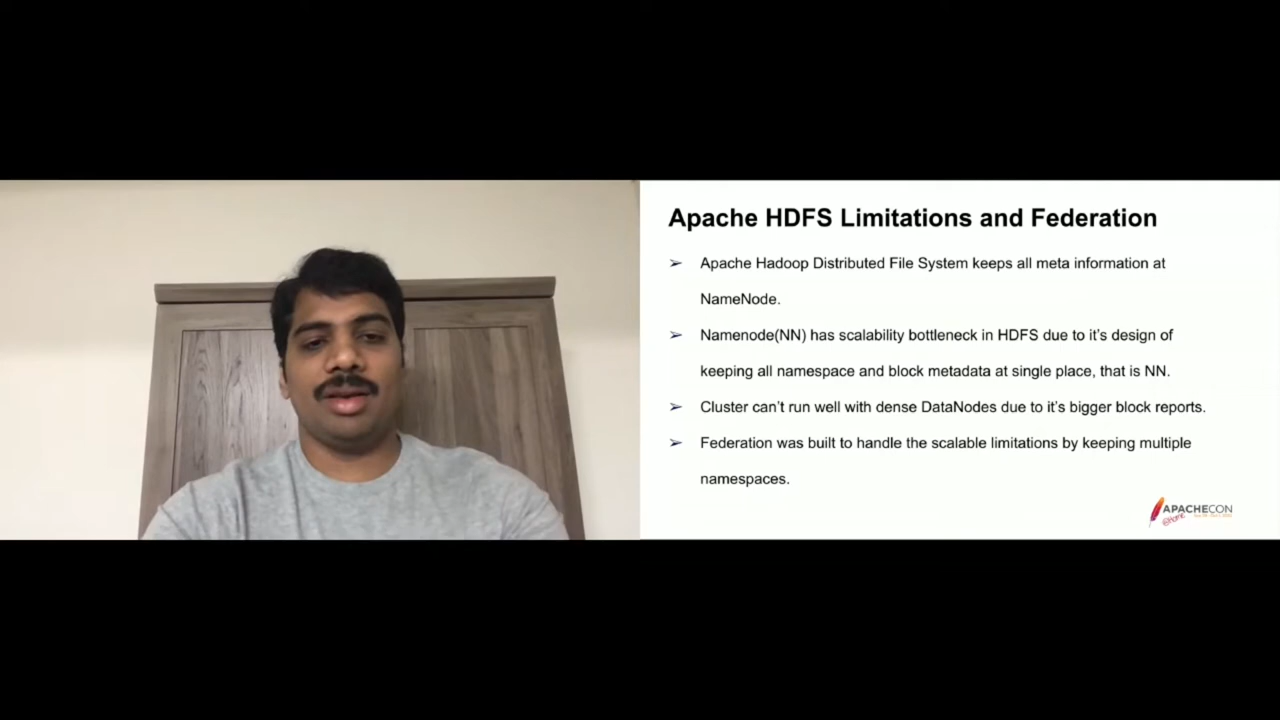 Apache HDFS Limitations and Federation
➢ Apache Hadoop Distributed File System keeps all meta information at
NameNode.
➢ Namenode(NN) has scalability bottleneck in HDFS due to it's design of
keeping all namespace and block metadata at single place, that is NN.
➢ Cluster can't run well with dense DataNodes due to it's bigger block reports.
➢ Federation was built to handle the scalable limitations by keeping multiple
namespaces.
APACHECON
@Home